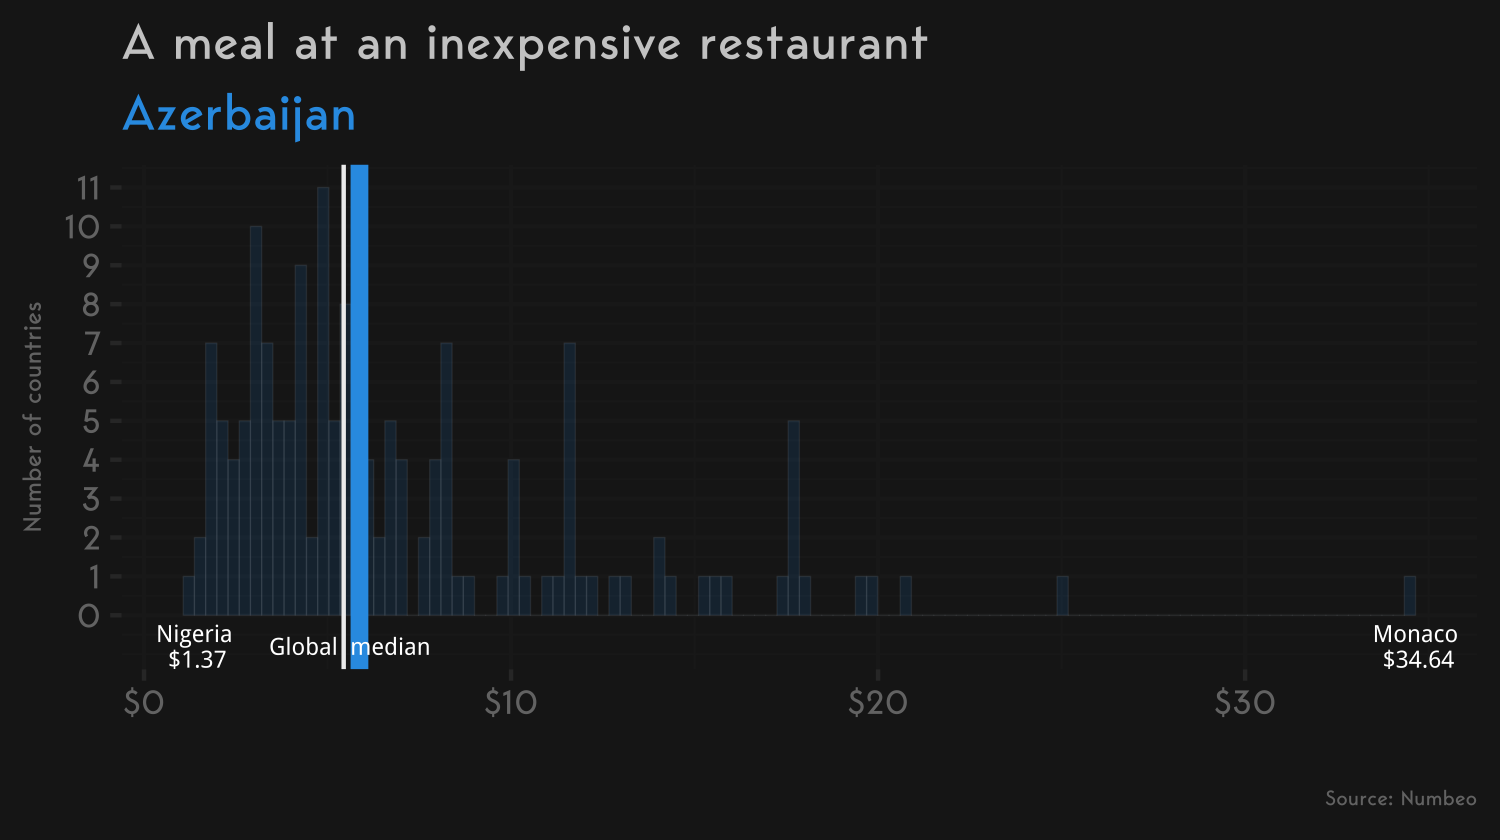 A meal at an inexpensive restaurant
Azerbaijan
Number of countries
11
10
9
8
7
6
5
4
3
2
1
0
Nigeria
$1.37
Global median
Monaco
$34.64
$0 $10 $20 $30
Source: Numbeo